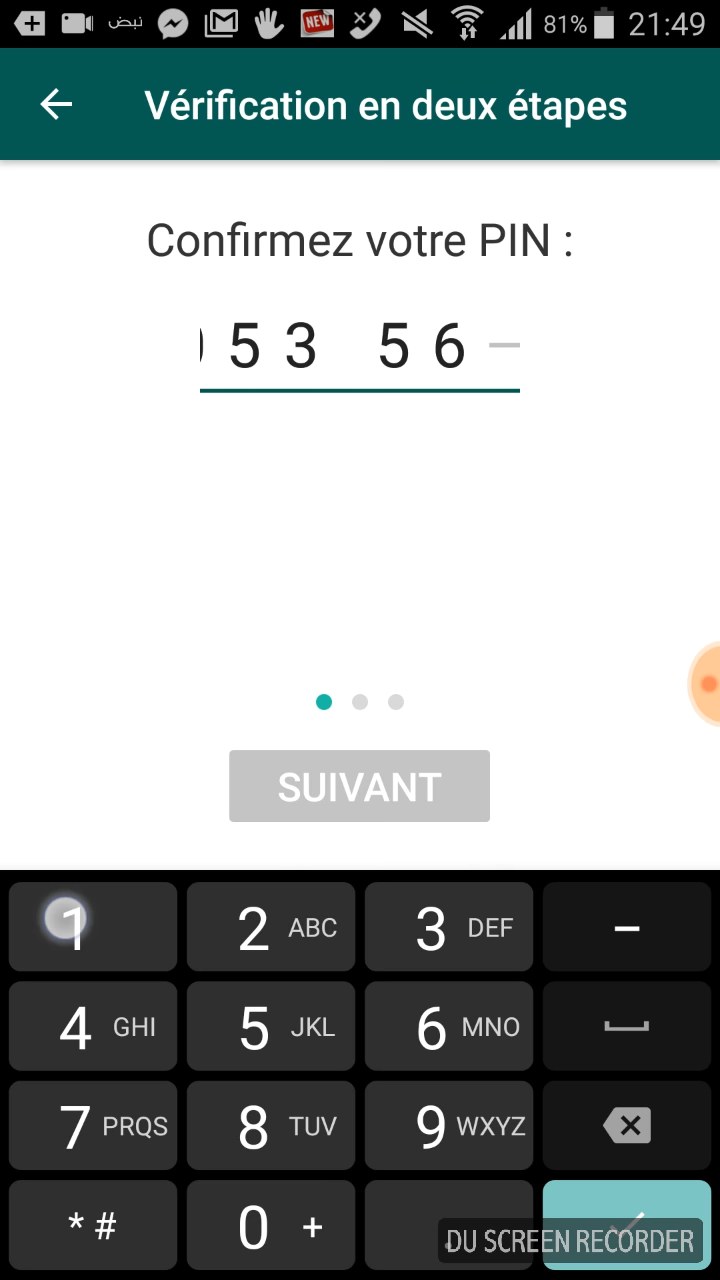 نبض NEW 81% 21:49
Vérification en deux étapes
Confirmez votre PIN :
53 56–
SUIVANT
1 2 ABC 3 DEF –
4 GHI 5 JKL 6 MNO
7 PRQS 8 TUV 9 WXYZ
* # 0 +
DU SCREEN RECORDER